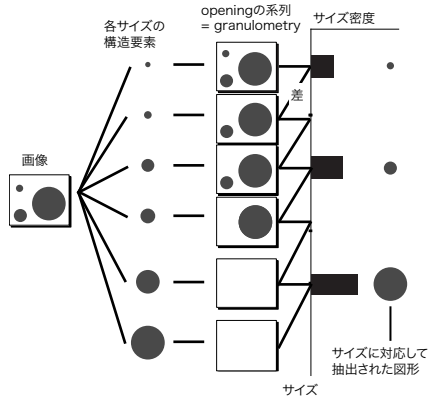 各サイズの
構造要素
openingの系列
= granulometry
サイズ密度
差
画像
サイズに対応して
抽出された図形
サイズ